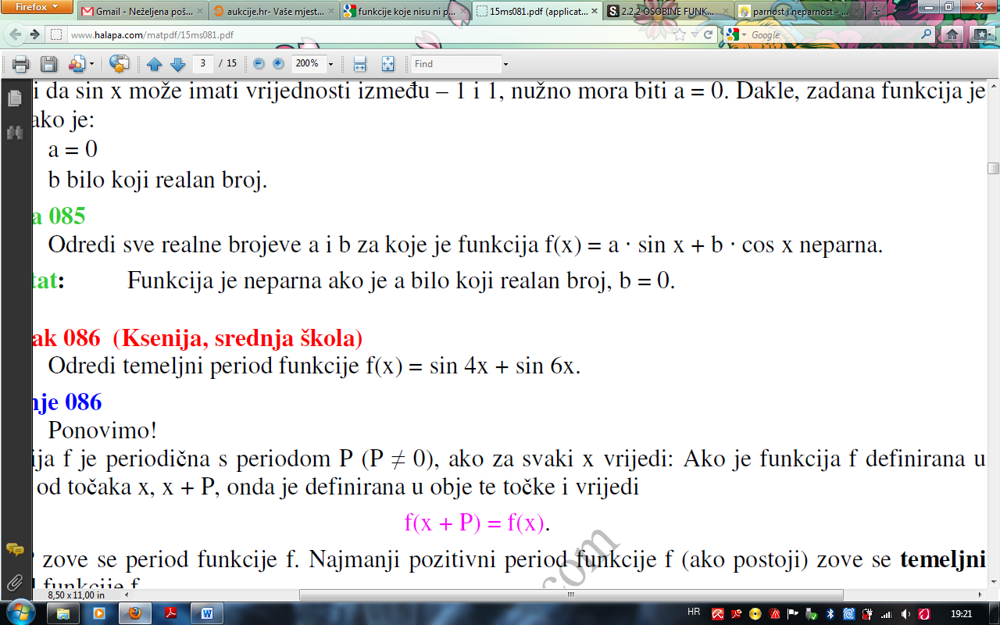 Firefox
Gmail - Neželjena poš...
aukcije.hr- Vaše mjest...
funkcije koje nisu ni p...
15ms081.pdf (applicat...
2.2.2 OSOBINE FUNK...
parnost i neparnost - ...
www.halapa.com/matpdf/15ms081.pdf
Google
3 / 15
200%
Find
i da sin x može imati vrijednosti između – 1 i 1, nužno mora biti a = 0. Dakle, zadana funkcija je
ako je:
a = 0
b bilo koji realan broj.
a 085
Odredi sve realne brojeve a i b za koje je funkcija f(x) = a · sin x + b · cos x neparna.
tat: Funkcija je neparna ako je a bilo koji realan broj, b = 0.
ak 086 (Ksenija, srednja škola)
Odredi temeljni period funkcije f(x) = sin 4x + sin 6x.
nje 086
Ponovimo!
ija f je periodična s periodom P (P ≠ 0), ako za svaki x vrijedi: Ako je funkcija f definirana u
od točaka x, x + P, onda je definirana u obje te točke i vrijedi
f(x + P) = f(x).
zove se period funkcije f. Najmanji pozitivni period funkcije f (ako postoji) zove se temeljni
d funkcije f
.com
8,50 x 11,00 in
HR
19:21